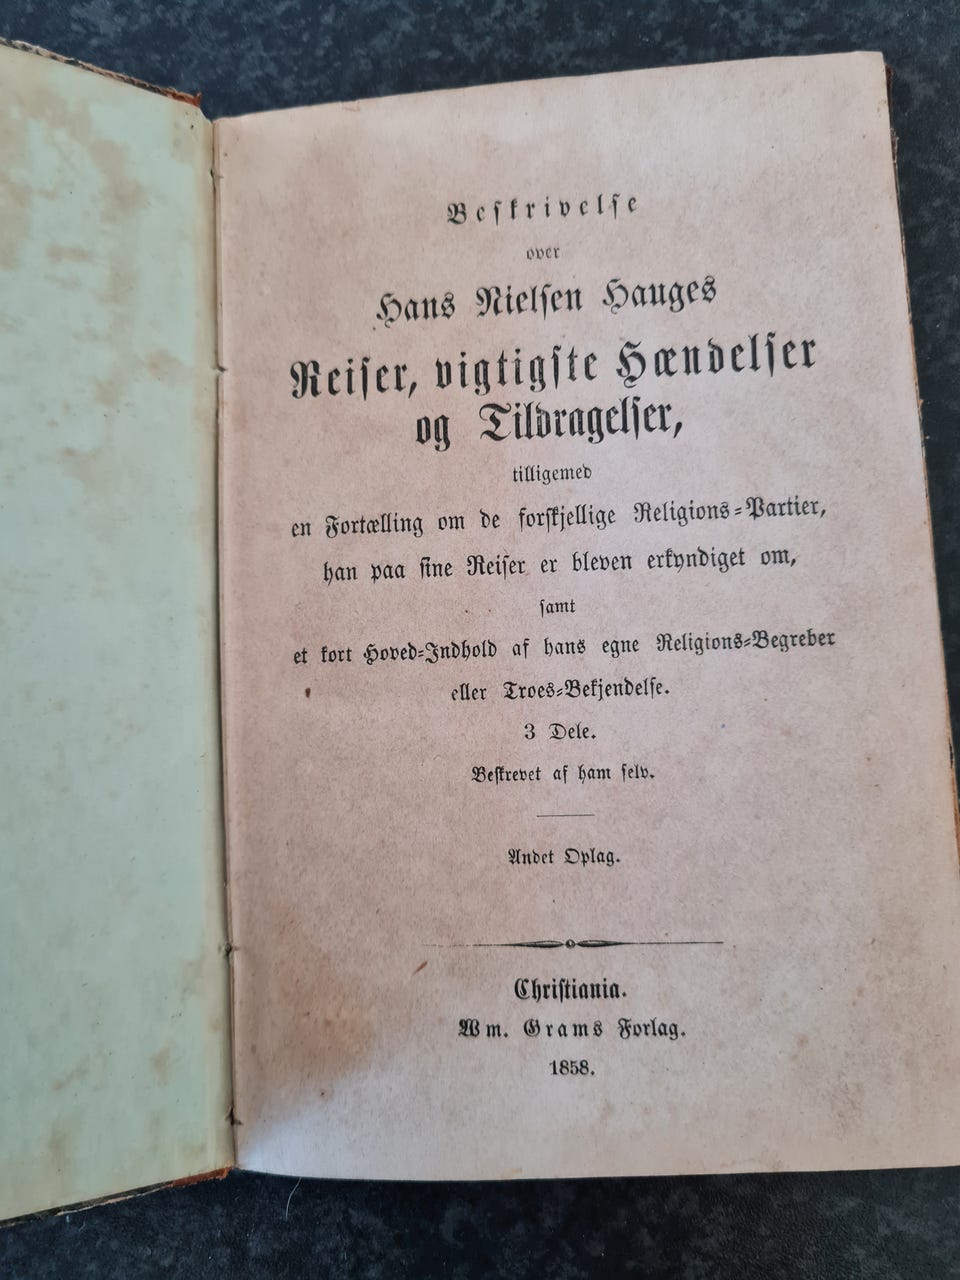 Beskrivelse
over
Hans Nielsen Hauges
Reiser, vigtigste Hændelser
og Tildragelser,
tilligemed
en Fortælling om de forskjellige Religions-Partier,
han paa sine Reiser er bleven erkyndiget om,
samt
et kort Hoved-Indhold af hans egne Religions-Begreber
eller Troes-Bekjendelse.
3 Dele.
Beskrevet af ham selv.
Andet Oplag.
Christiania.
Wm. Grams Forlag.
1858.